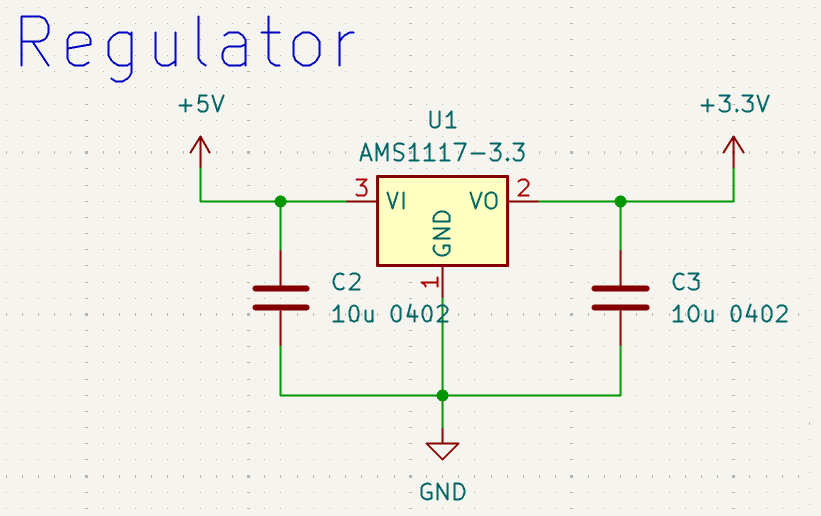 Regulator
+5V
+3.3V
U1
AMS1117-3.3
3
VI
VO
2
GND
1
C2
10u 0402
C3
10u 0402
GND